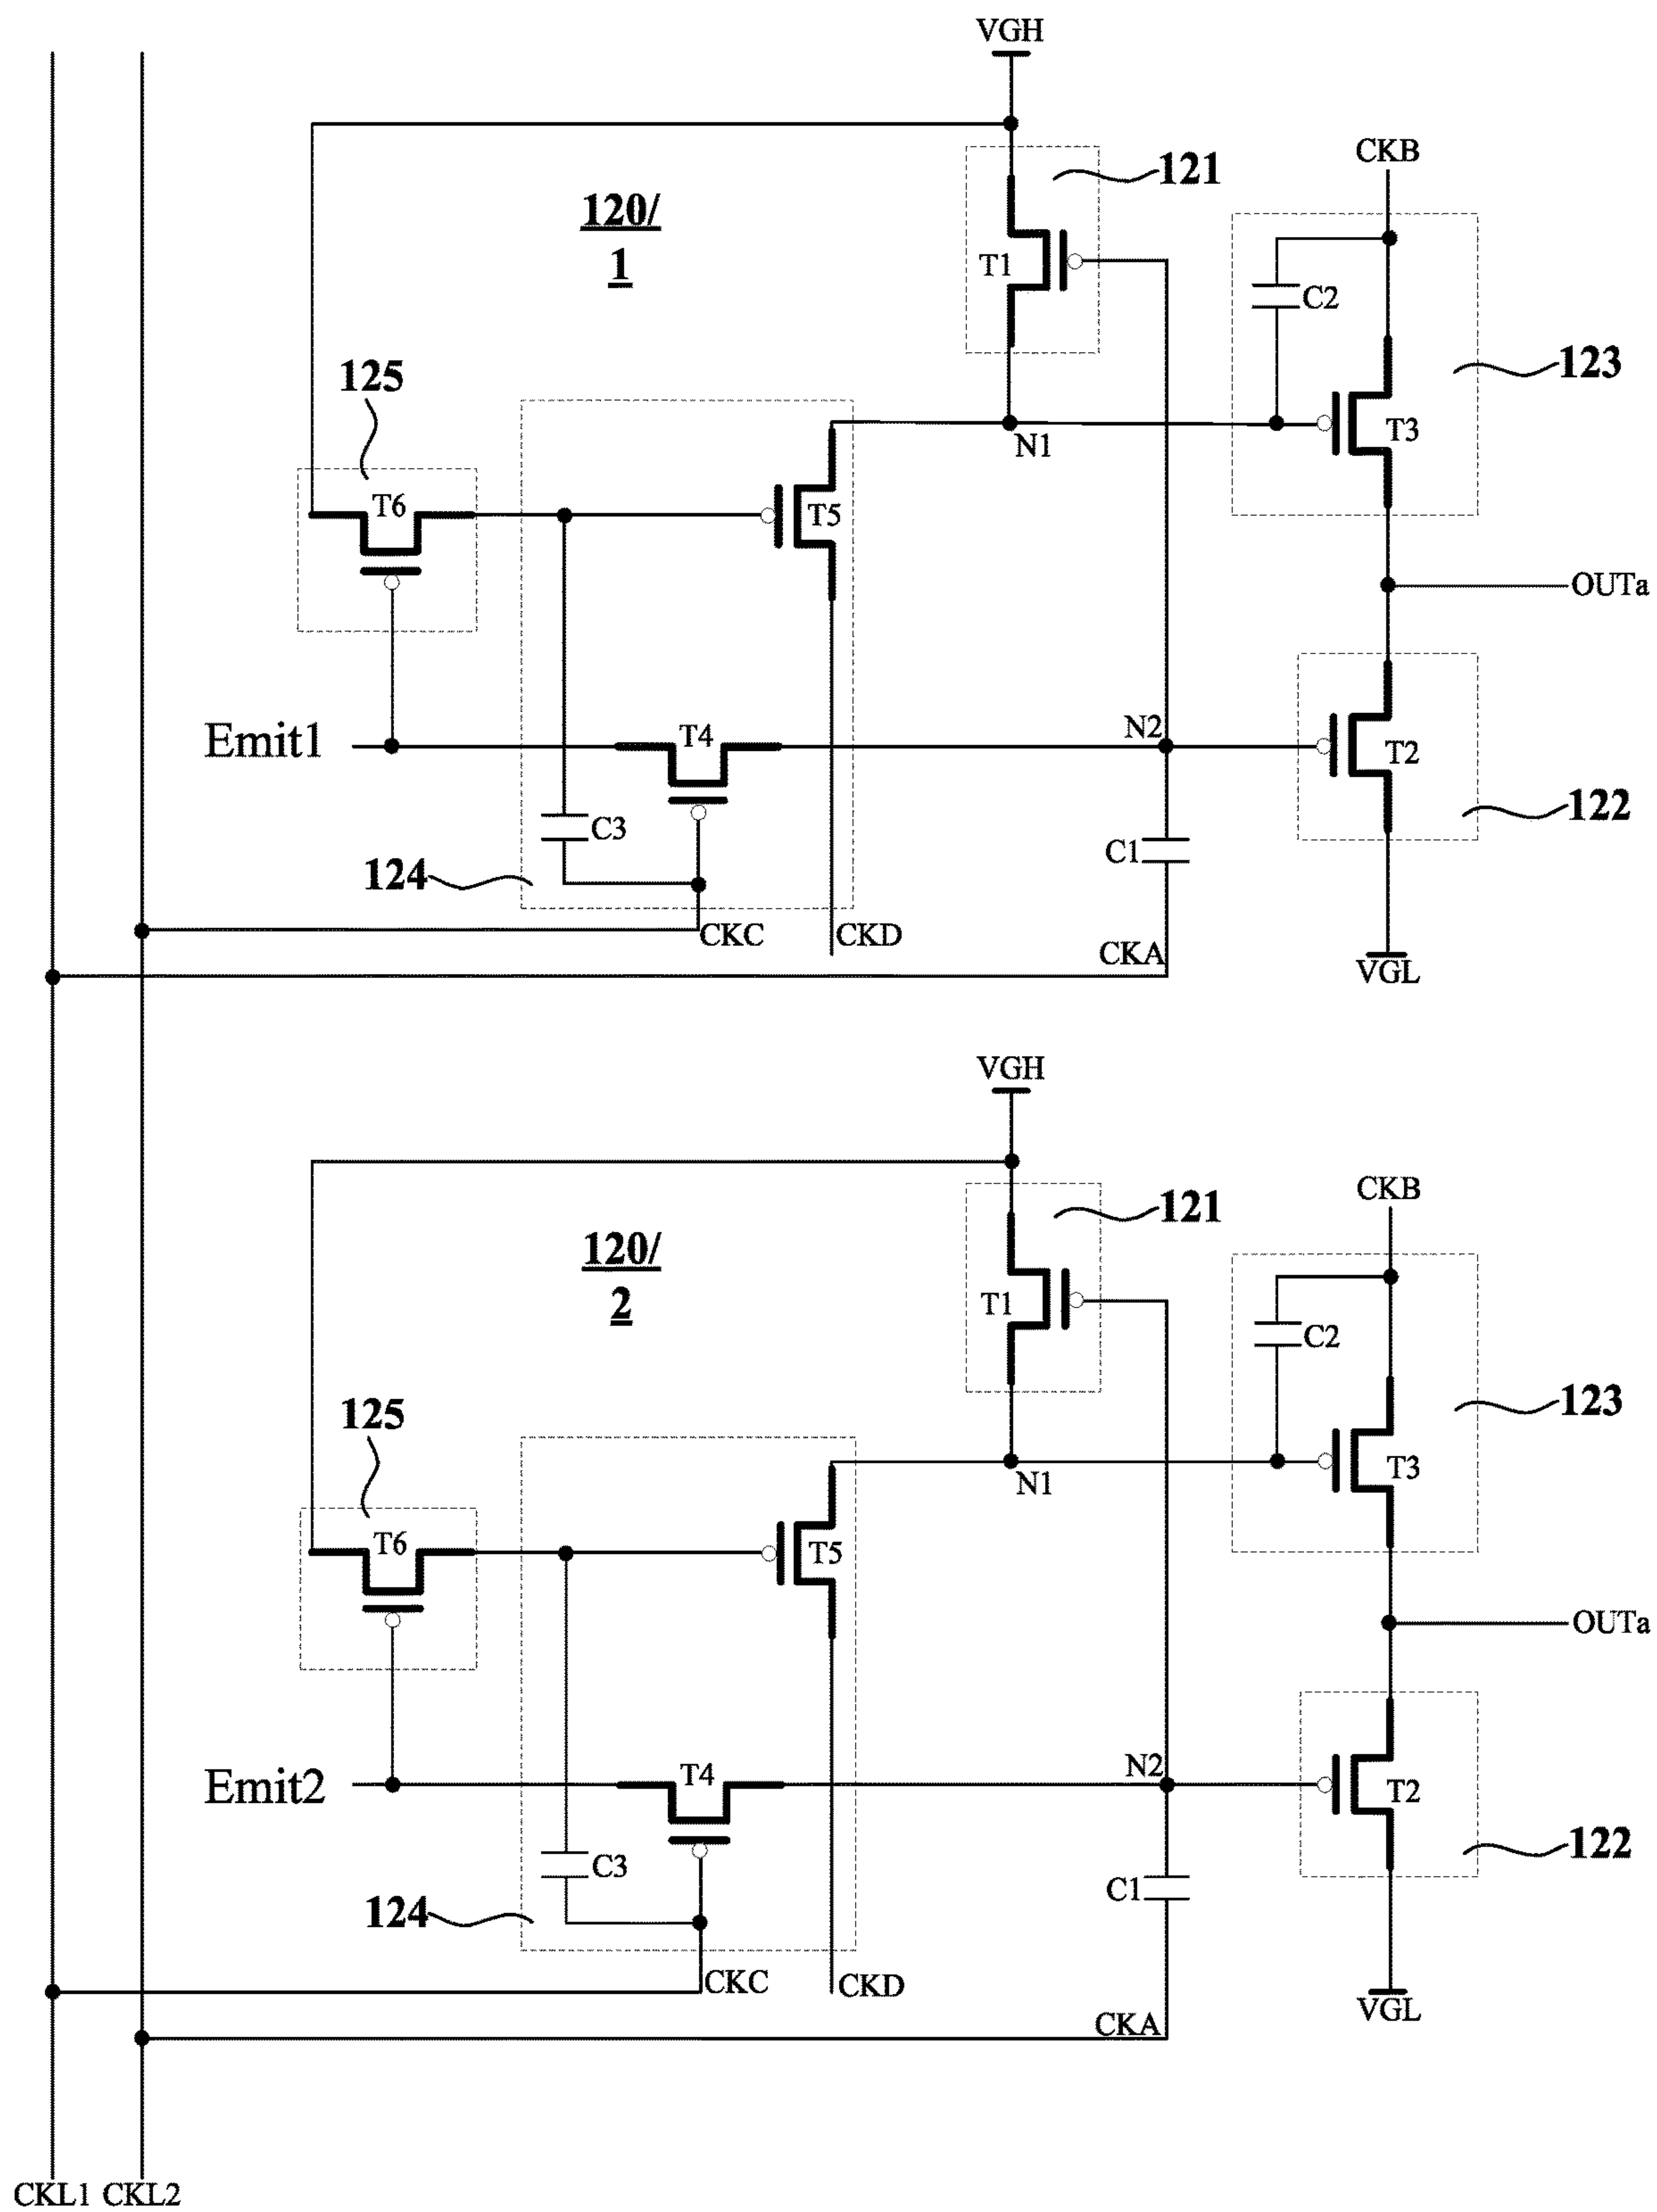 VGH
CKB
121
120/
1
T1
C2
123
125
T3
N1
T6
T5
OUTa
Emit1
T4
N2
T2
C3
C1
122
124
CKC
CKD
CKA
VGL
VGH
CKB
121
120/
2
T1
C2
123
125
T3
N1
T6
T5
OUTa
Emit2
T4
N2
T2
C3
C1
122
124
CKC
CKD
CKA
VGL
CKL1
CKL2